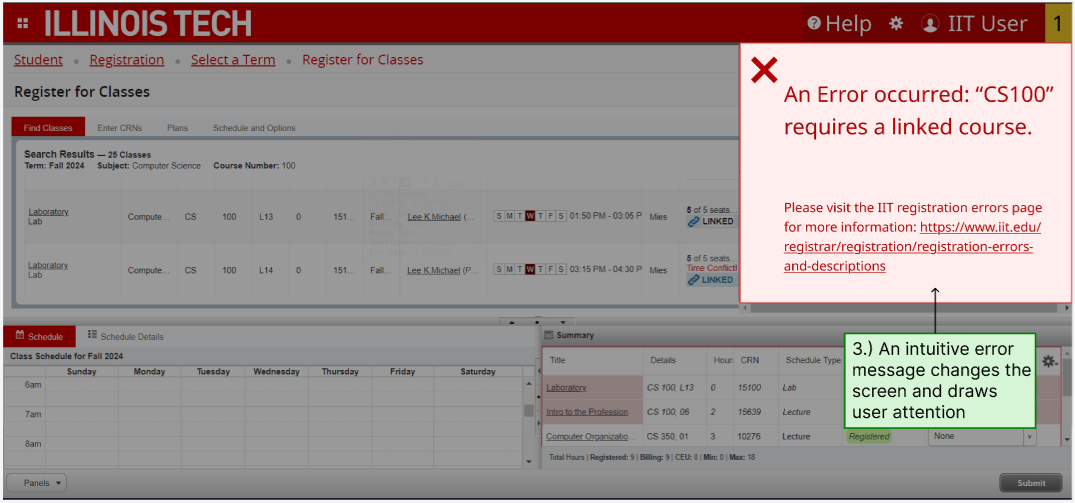 ILLINOIS TECH
Help IIT User 1
Student Registration Select a Term Register for Classes
Register for Classes
Find Classes Enter CRNs Plans Schedule and Options
Search Results — 25 Classes
Term: Fall 2024 Subject: Computer Science Course Number: 100
Laboratory
Lab
Compute... CS 100 L13 0 151... Fall... Lee K Michael (... S M T W T F S 01:50 PM - 03:05 P Mies
5 of 5 seats...
LINKED
Laboratory
Lab
Compute... CS 100 L14 0 151... Fall... Lee K Michael (P... S M T W T F S 03:15 PM - 04:30 P Mies
5 of 5 seats...
Time Conflict!
LINKED
An Error occurred: “CS100”
requires a linked course.
Please visit the IIT registration errors page
for more information: https://www.iit.edu/
registrar/registration/registration-errors-
and-descriptions
3.) An intuitive error
message changes the
screen and draws
user attention
Schedule Schedule Details
Class Schedule for Fall 2024
Sunday Monday Tuesday Wednesday Thursday Friday Saturday
6am
7am
8am
Summary
Title Details Hour: CRN Schedule Type
Laboratory CS 100, L13 0 15100 Lab
Intro to the Profession CS 100, 06 2 15639 Lecture
Computer Organizatio... CS 350, 01 3 10276 Lecture Registered None
Total Hours | Registered: 9 | Billing: 9 | CEU: 0 | Min: 0 | Max: 18
Panels
Submit